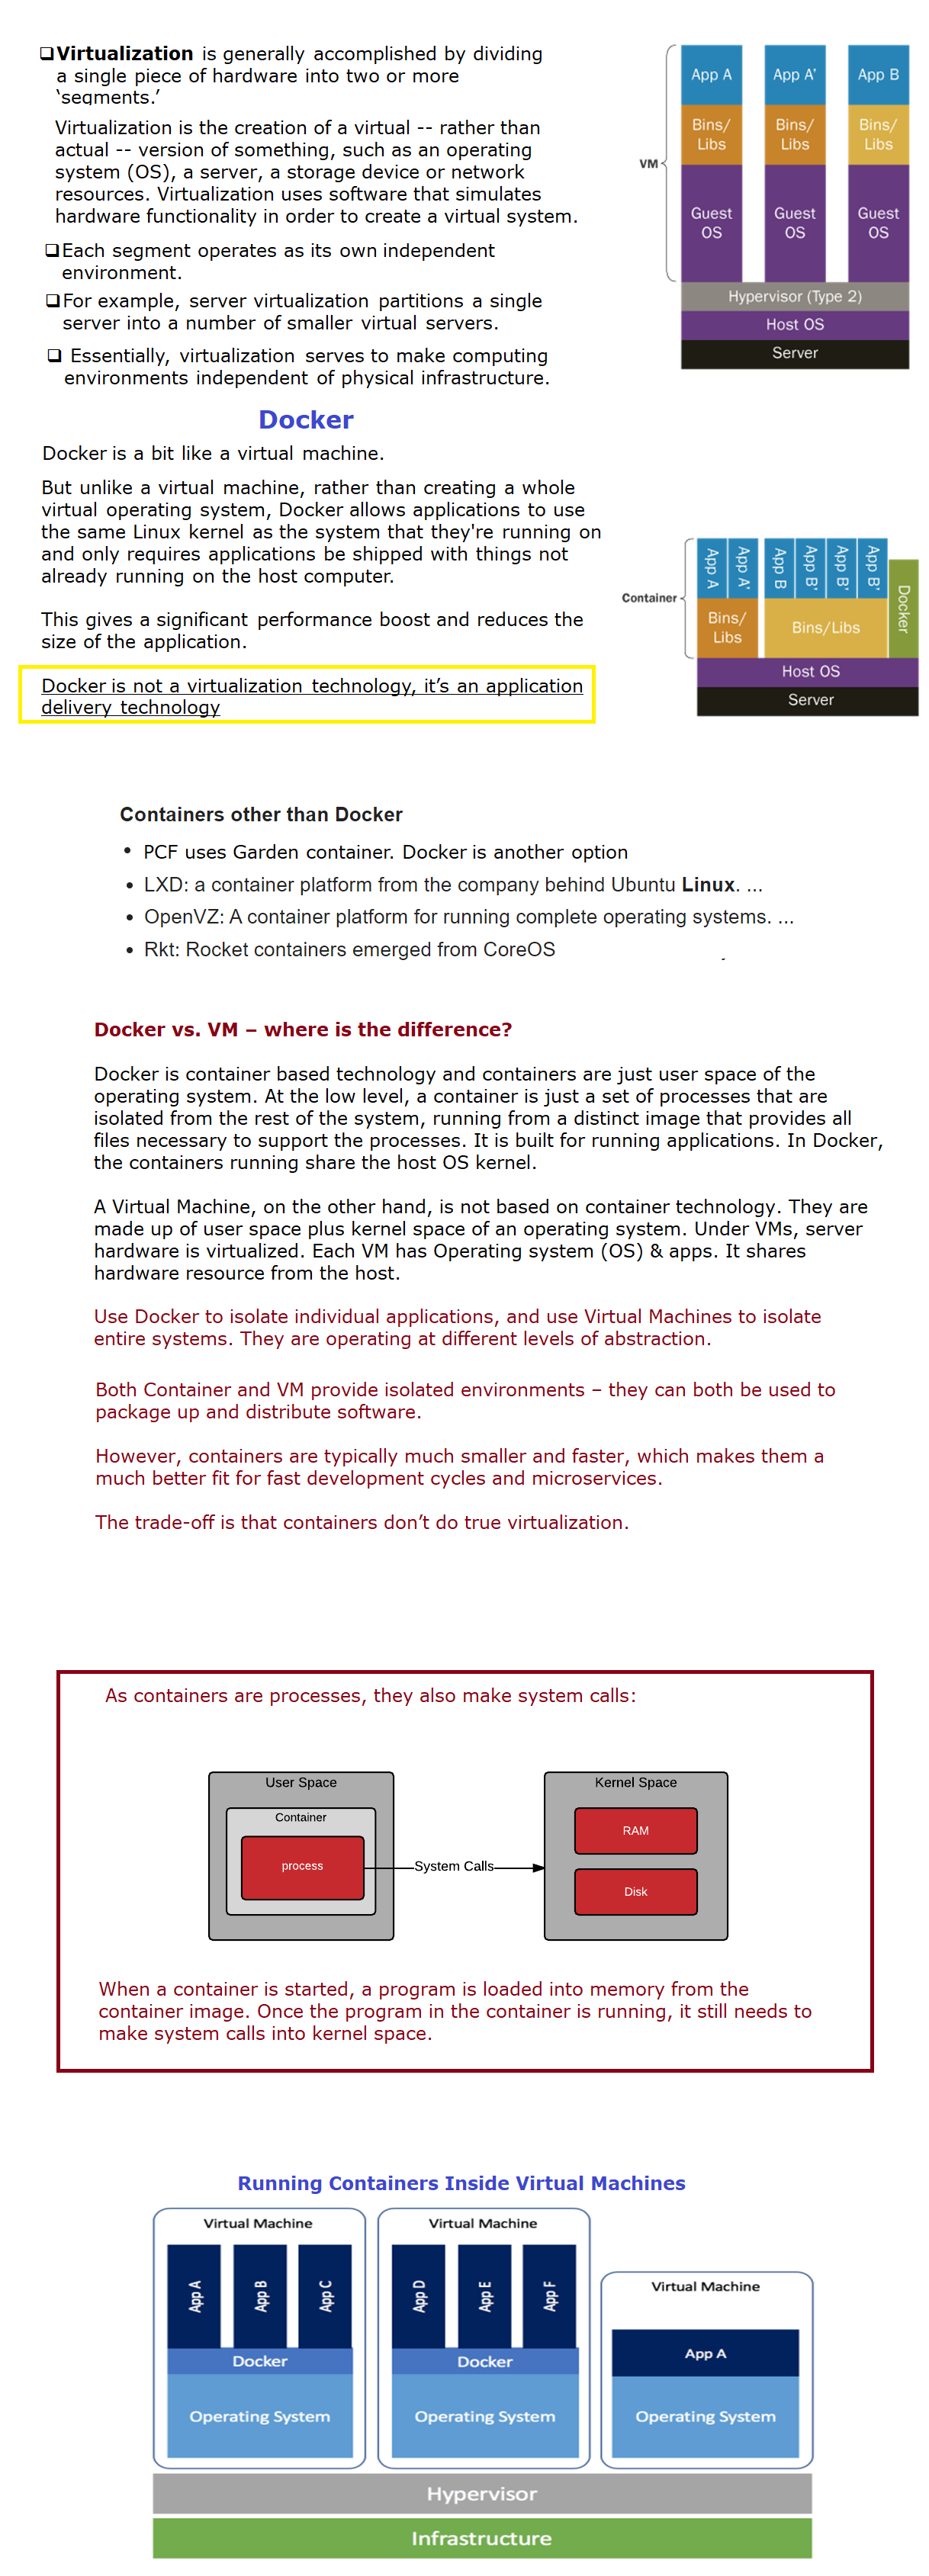 ❑Virtualization is generally accomplished by dividing
a single piece of hardware into two or more
‘segments.’
Virtualization is the creation of a virtual -- rather than
actual -- version of something, such as an operating
system (OS), a server, a storage device or network
resources. Virtualization uses software that simulates
hardware functionality in order to create a virtual system.
❑Each segment operates as its own independent
environment.
❑For example, server virtualization partitions a single
server into a number of smaller virtual servers.
❑ Essentially, virtualization serves to make computing
environments independent of physical infrastructure.
App A
App A’
App B
Bins/
Libs
Bins/
Libs
Bins/
Libs
VM
Guest
OS
Guest
OS
Guest
OS
Hypervisor (Type 2)
Host OS
Server
Docker
Docker is a bit like a virtual machine.
But unlike a virtual machine, rather than creating a whole
virtual operating system, Docker allows applications to use
the same Linux kernel as the system that they're running on
and only requires applications be shipped with things not
already running on the host computer.
This gives a significant performance boost and reduces the
size of the application.
Docker is not a virtualization technology, it’s an application
delivery technology
App A
App A’
App B
App B’
App B’
App B’
Docker
Container
Bins/
Libs
Bins/Libs
Host OS
Server
Containers other than Docker
• PCF uses Garden container. Docker is another option
• LXD: a container platform from the company behind Ubuntu Linux. ...
• OpenVZ: A container platform for running complete operating systems. ...
• Rkt: Rocket containers emerged from CoreOS
Docker vs. VM – where is the difference?
Docker is container based technology and containers are just user space of the
operating system. At the low level, a container is just a set of processes that are
isolated from the rest of the system, running from a distinct image that provides all
files necessary to support the processes. It is built for running applications. In Docker,
the containers running share the host OS kernel.
A Virtual Machine, on the other hand, is not based on container technology. They are
made up of user space plus kernel space of an operating system. Under VMs, server
hardware is virtualized. Each VM has Operating system (OS) & apps. It shares
hardware resource from the host.
Use Docker to isolate individual applications, and use Virtual Machines to isolate
entire systems. They are operating at different levels of abstraction.
Both Container and VM provide isolated environments – they can both be used to
package up and distribute software.
However, containers are typically much smaller and faster, which makes them a
much better fit for fast development cycles and microservices.
The trade-off is that containers don’t do true virtualization.
As containers are processes, they also make system calls:
User Space
Container
process
System Calls
Kernel Space
RAM
Disk
When a container is started, a program is loaded into memory from the
container image. Once the program in the container is running, it still needs to
make system calls into kernel space.
Running Containers Inside Virtual Machines
Virtual Machine
App A
App B
App C
Docker
Operating System
Virtual Machine
App D
App E
App F
Docker
Operating System
Virtual Machine
App A
Operating System
Hypervisor
Infrastructure